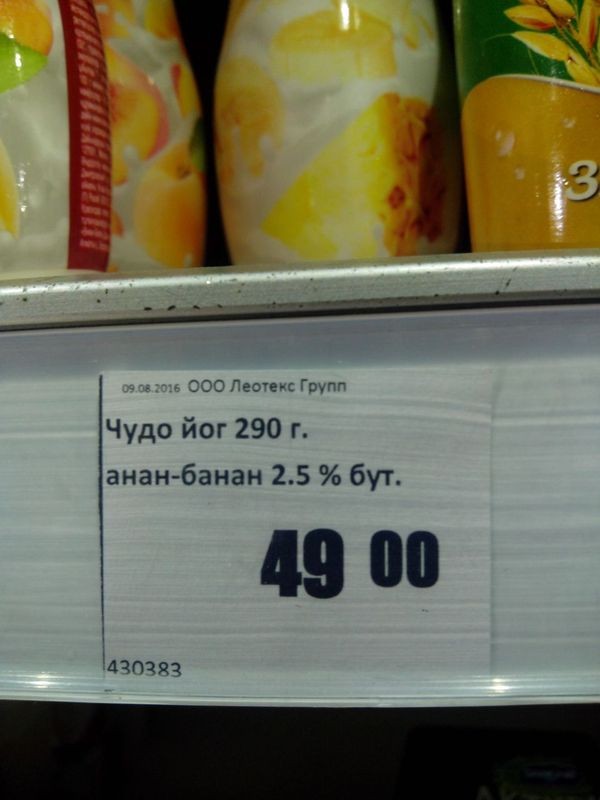 З
09.08.2016 ООО Леотекс Групп
Чудо йог 290 г.
анан-банан 2.5 % бут.
49 00
430383